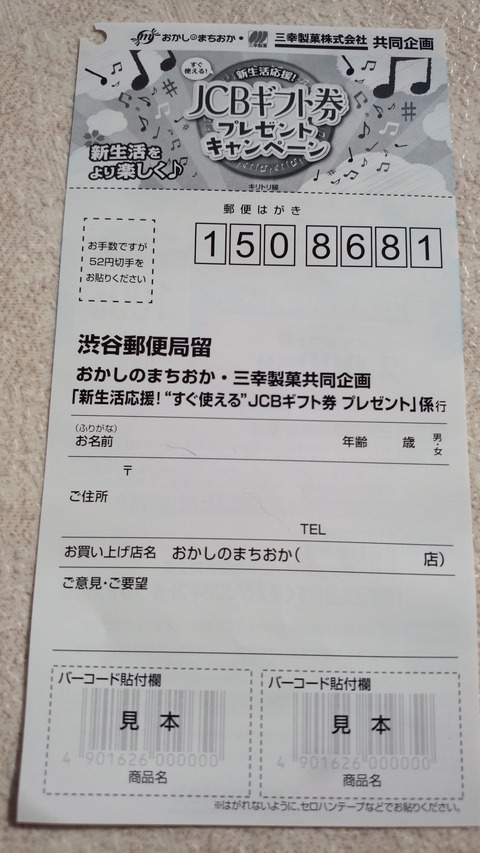 my おかし@まちおか・三幸製菓 三幸製菓株式会社 共同企画
すぐ使える!
新生活応援!
JCBギフト券
プレゼント
キャンペーン
新生活を
より楽しく♪
キリトリ線
郵便はがき
1508681
お手数ですが
52円切手を
お貼りください
渋谷郵便局留
おかしのまちおか・三幸製菓共同企画
「新生活応援!“すぐ使える”JCBギフト券 プレゼント」係行
(ふりがな)
お名前 年齢 歳 男・女
〒
ご住所
TEL
お買い上げ店名 おかしのまちおか( 店)
ご意見・ご要望
バーコード貼付欄 バーコード貼付欄
見本 見本
4 901626 000000 4 901626 000000
商品名 商品名
※はがれないように、セロハンテープなどでお貼りください。